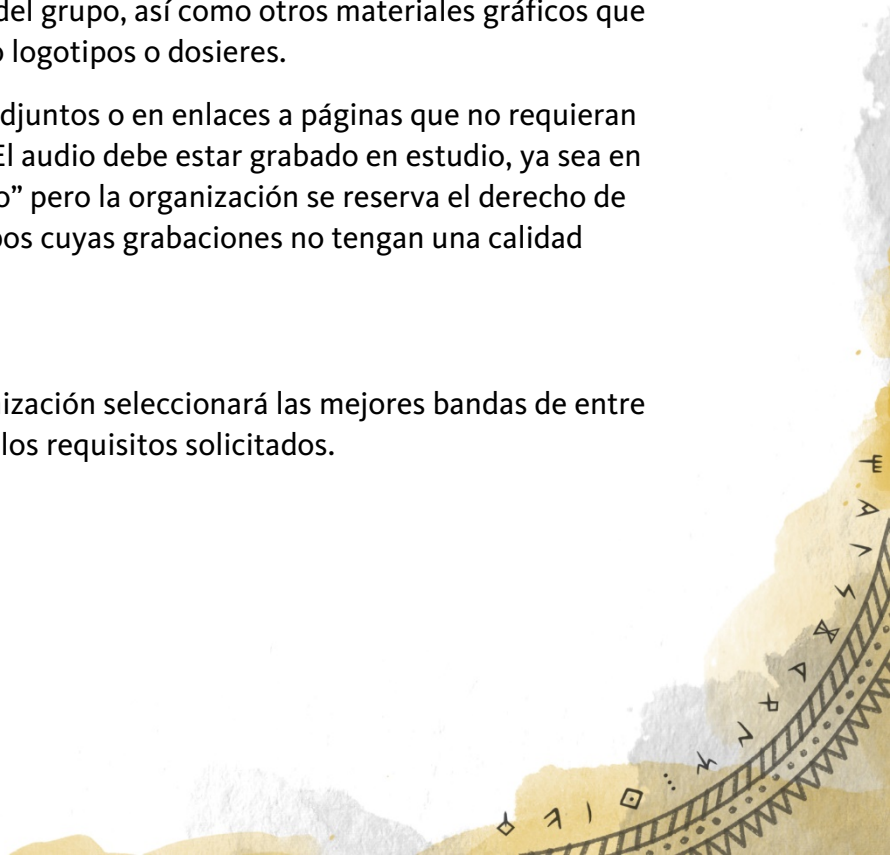 del grupo, así como otros materiales gráficos que
logotipos o dosieres.
djuntos o en enlaces a páginas que no requieran
El audio debe estar grabado en estudio, ya sea en
o” pero la organización se reserva el derecho de
pos cuyas grabaciones no tengan una calidad
ización seleccionará las mejores bandas de entre
los requisitos solicitados.